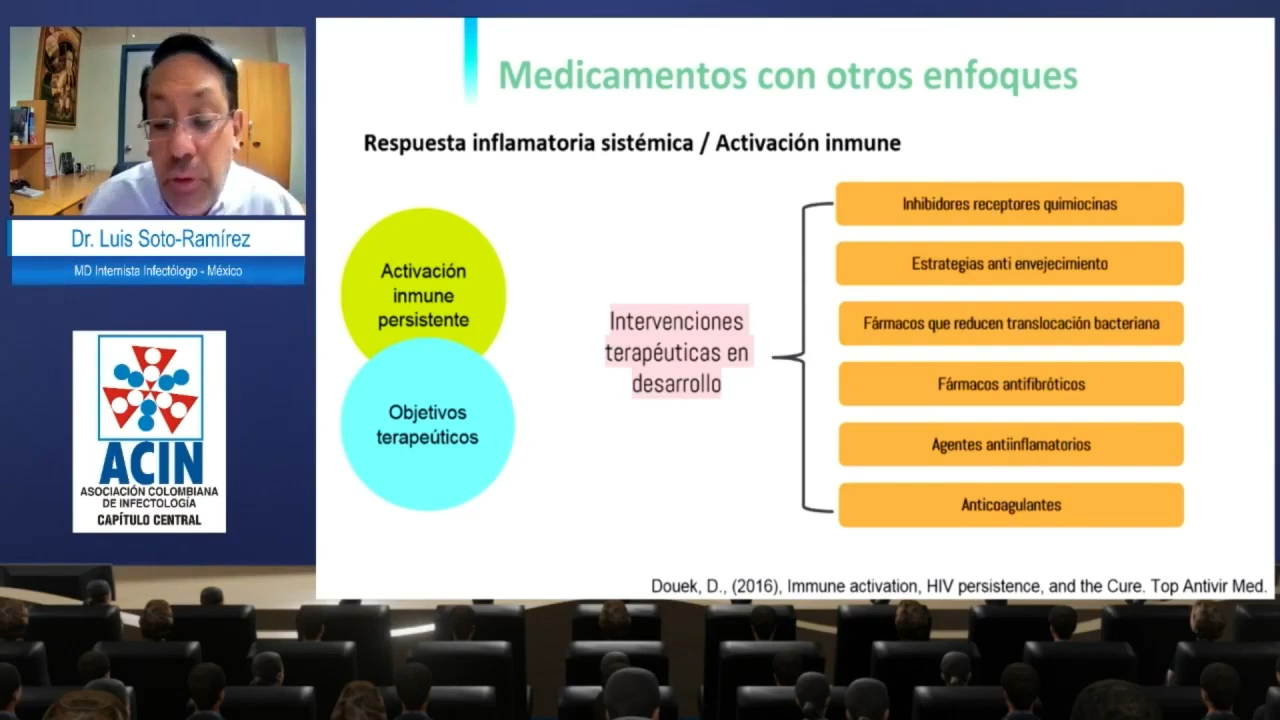 Medicamentos con otros enfoques
Respuesta inflamatoria sistémica / Activación inmune
Activación
inmune
persistente
Objetivos
terapeúticos
Intervenciones
terapéuticas en
desarrollo
Inhibidores receptores quimiocinas
Estrategias anti envejecimiento
Fármacos que reducen translocación bacteriana
Fármacos antifibróticos
Agentes antiinflamatorios
Anticoagulantes
Douek, D., (2016), Immune activation, HIV persistence, and the Cure. Top Antivir Med.
Dr. Luis Soto-Ramírez
MD Internista Infectólogo - México
ACIN
ASOCIACIÓN COLOMBIANA
DE INFECTOLOGÍA
CAPÍTULO CENTRAL